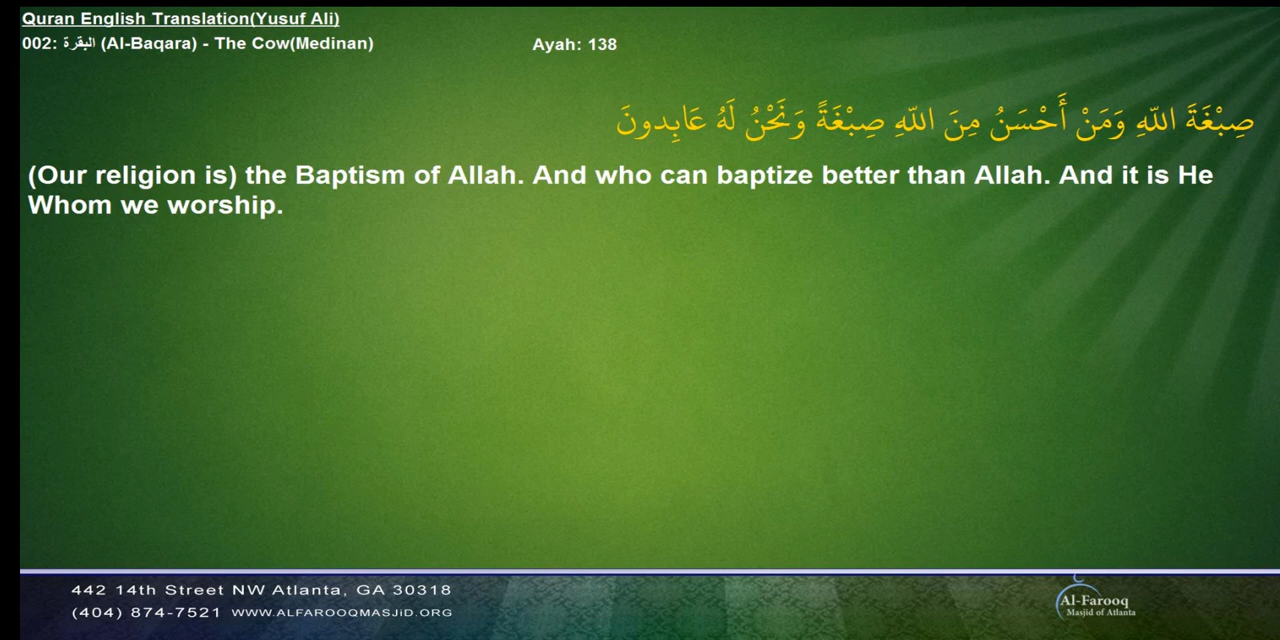 Quran English Translation(Yusuf Ali)
002: البقرة (Al-Baqara) - The Cow(Medinan) Ayah: 138
صِبْغَةَ اللّهِ وَمَنْ أَحْسَنُ مِنَ اللّهِ صِبْغَةً وَنَحْنُ لَهُ عَابِدونَ
(Our religion is) the Baptism of Allah. And who can baptize better than Allah. And it is He
Whom we worship.
442 14th Street NW Atlanta, GA 30318
(404) 874-7521 WWW.ALFAROOQMASJiD.ORG
Al-Farooq
Masjid of Atlanta